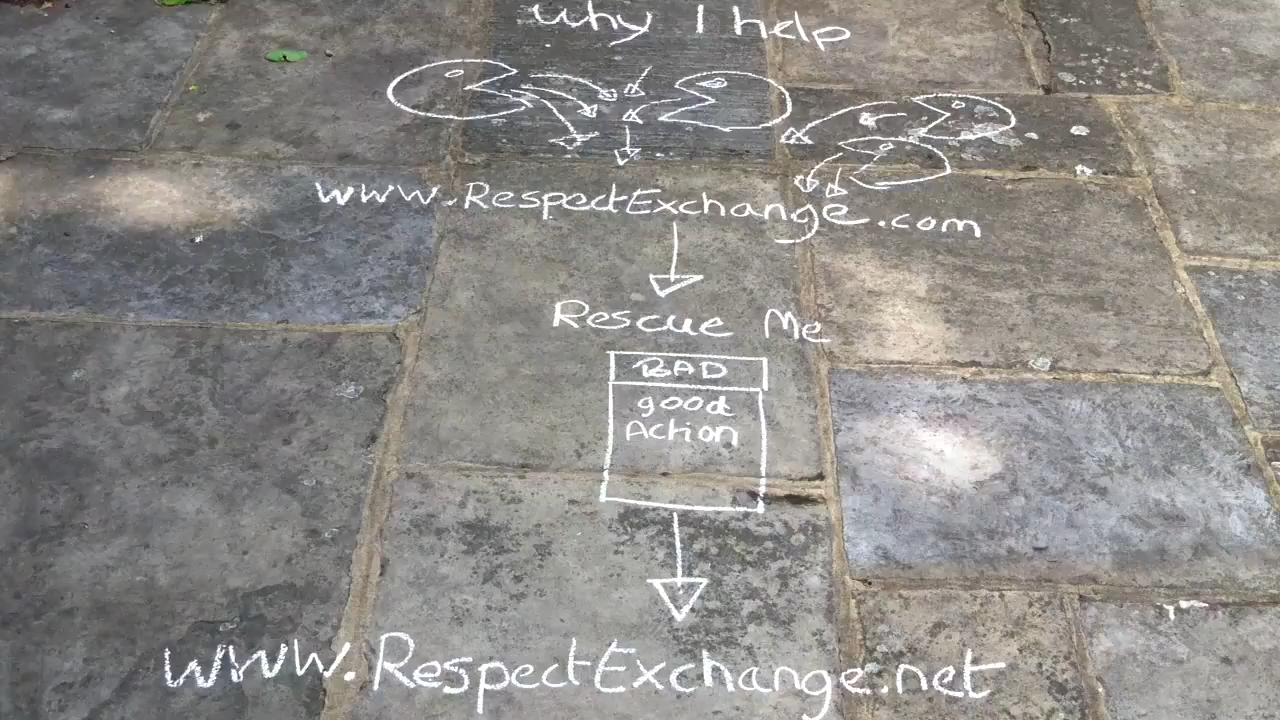 why I help
www.RespectExchange.com
Rescue Me
BAD
good
Action
www.RespectExchange.net